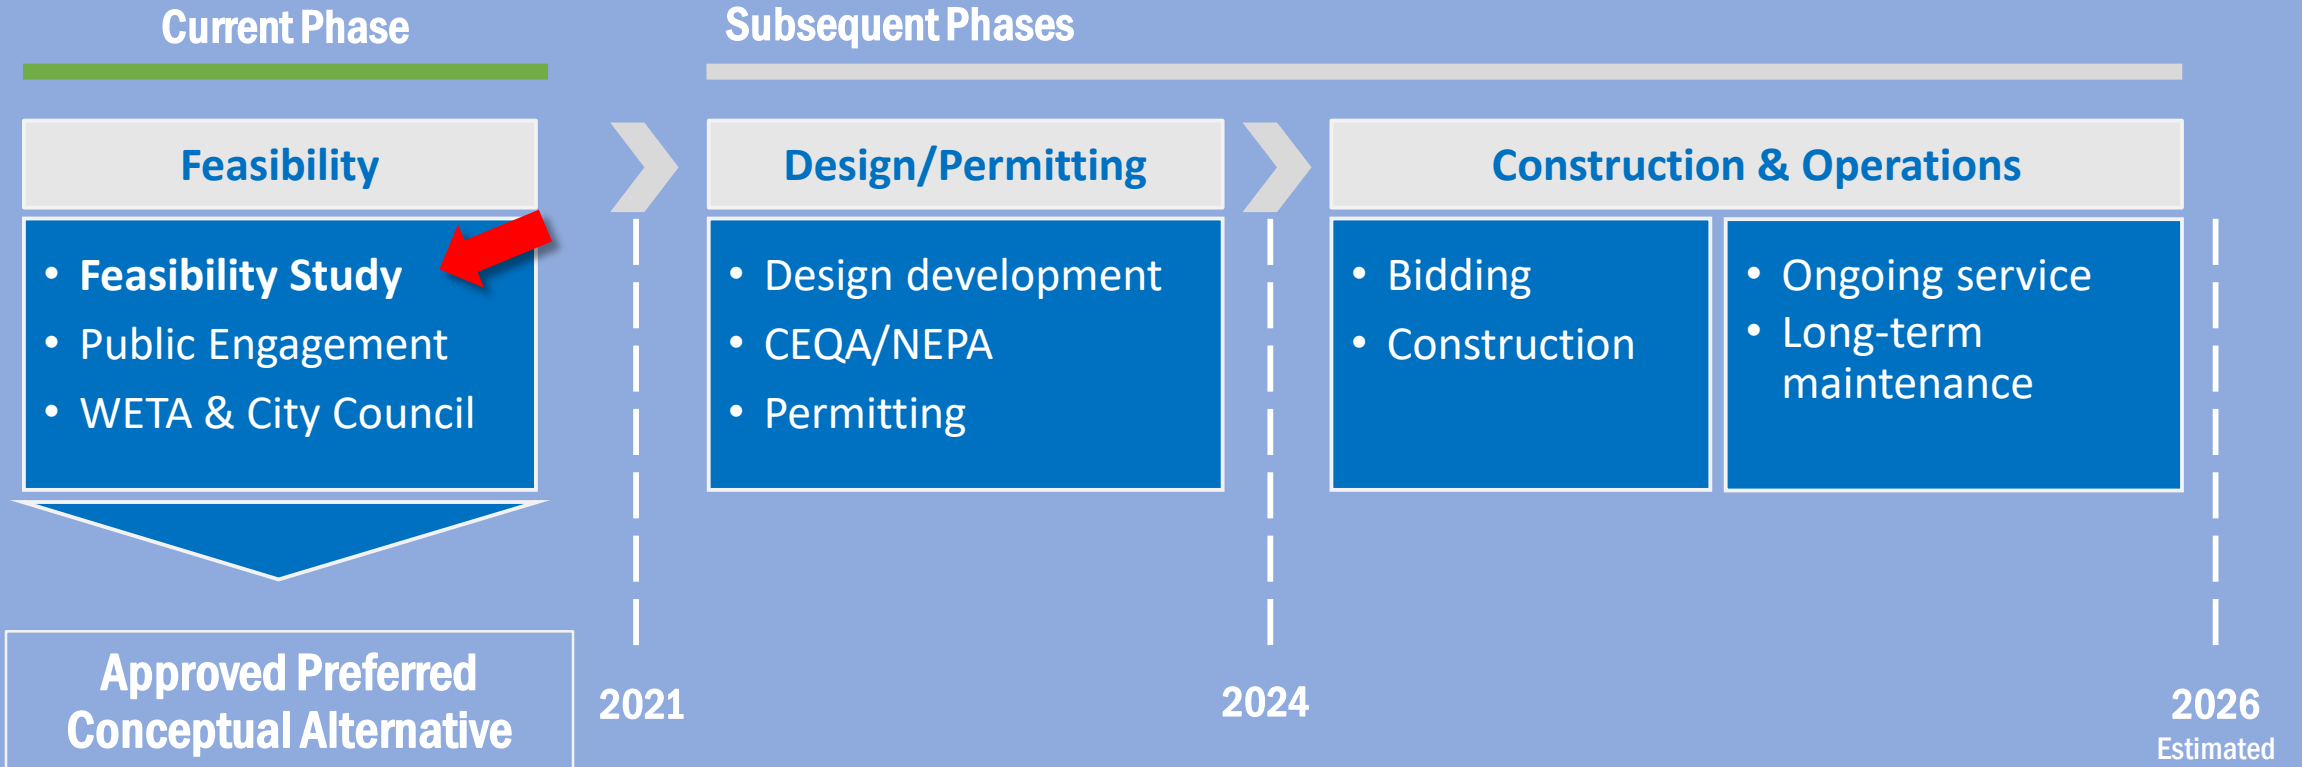 Current Phase
Subsequent Phases
Feasibility
• Feasibility Study
• Public Engagement
• WETA & City Council
Approved Preferred
Conceptual Alternative
2021
Design/Permitting
• Design development
• CEQA/NEPA
• Permitting
2024
Construction & Operations
• Bidding
• Construction
• Ongoing service
• Long-term
maintenance
2026
Estimated